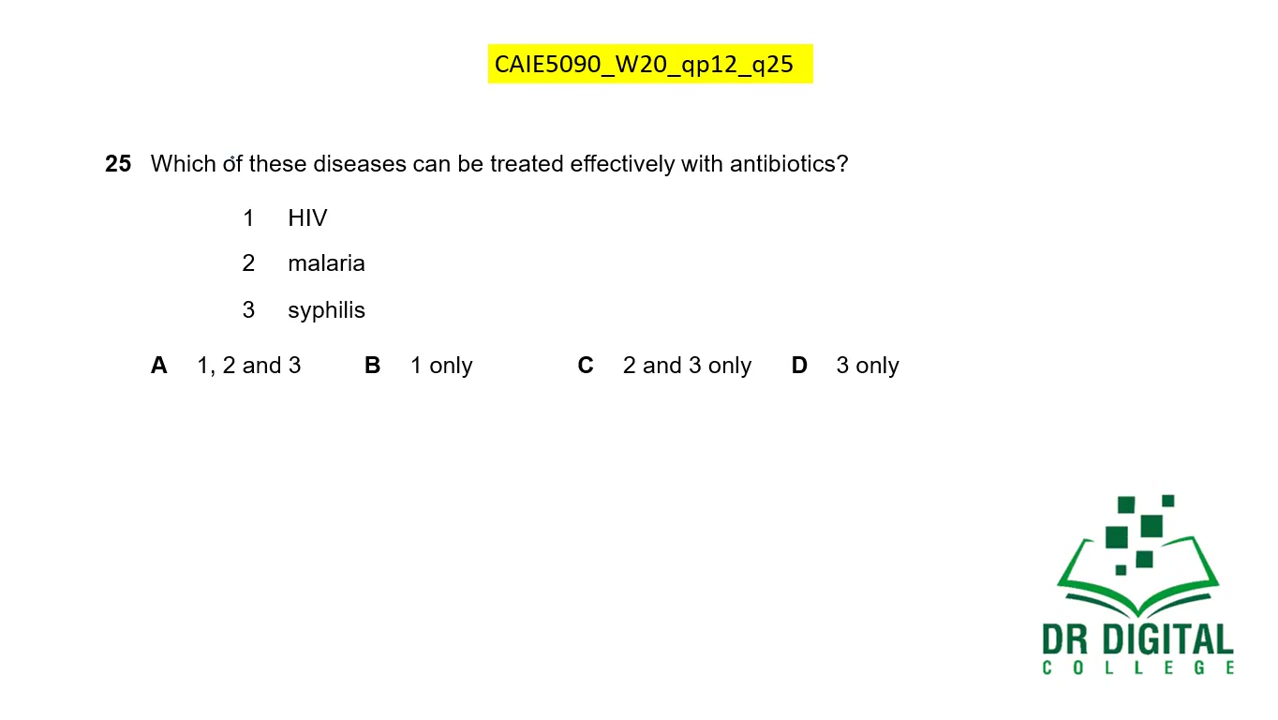 CAIE5090_W20_qp12_q25
25 Which of these diseases can be treated effectively with antibiotics?
1 HIV
2 malaria
3 syphilis
A 1, 2 and 3 B 1 only C 2 and 3 only D 3 only
DR DIGITAL
COLLEGE